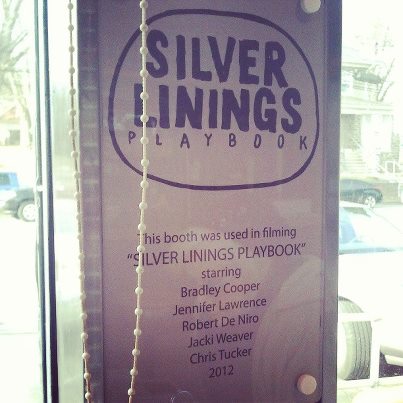 SILVER
LININGS
PLAYBOOK
This booth was used in filming
"SILVER LININGS PLAYBOOK"
starring
Bradley Cooper
Jennifer Lawrence
Robert De Niro
Jacki Weaver
Chris Tucker
2012